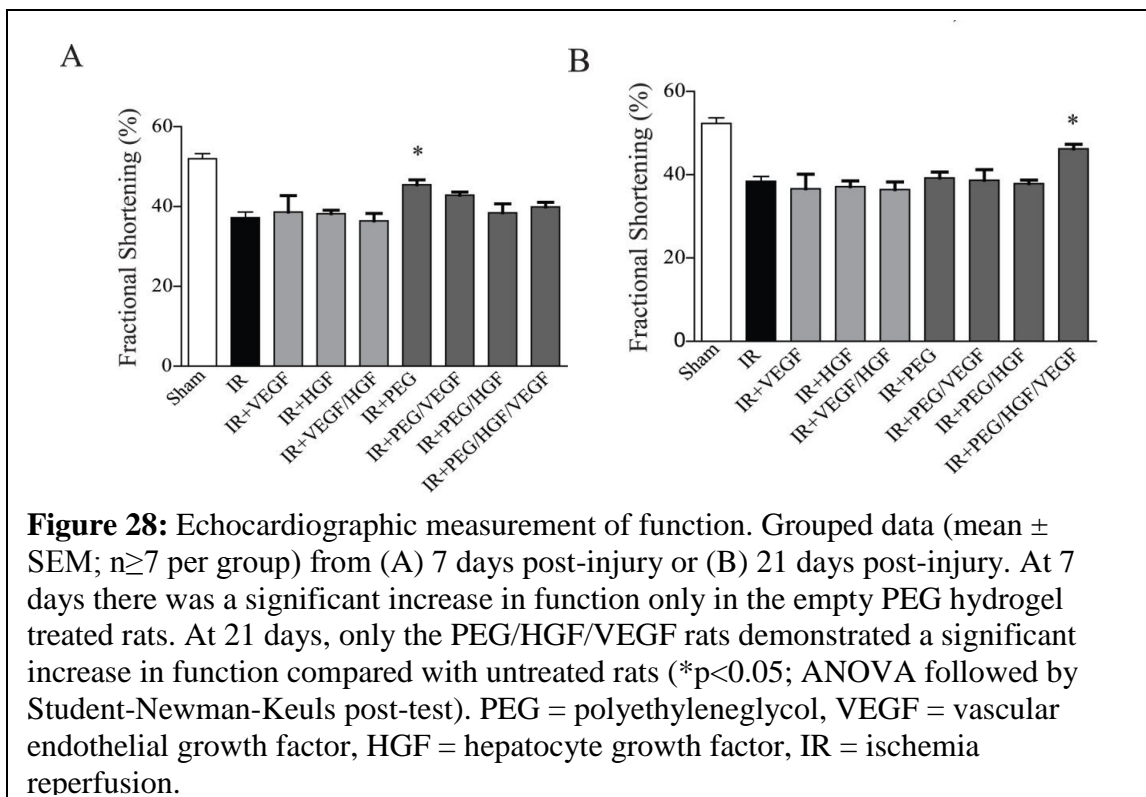 A
B
Fractional Shortening (%)
60
40
20
0
*
Sham
IR
IR+VEGF
IR+HGF
IR+VEGF/HGF
IR+PEG
IR+PEG/VEGF
IR+PEG/HGF
IR+PEG/HGF/VEGF
Fractional Shortening (%)
60
40
20
0
*
Sham
IR
IR+VEGF
IR+HGF
IR+VEGF/HGF
IR+PEG
IR+PEG/VEGF
IR+PEG/HGF
IR+PEG/HGF/VEGF
Figure 28: Echocardiographic measurement of function. Grouped data (mean ±
SEM; n≥7 per group) from (A) 7 days post-injury or (B) 21 days post-injury. At 7
days there was a significant increase in function only in the empty PEG hydrogel
treated rats. At 21 days, only the PEG/HGF/VEGF rats demonstrated a significant
increase in function compared with untreated rats (*p<0.05; ANOVA followed by
Student-Newman-Keuls post-test). PEG = polyethyleneglycol, VEGF = vascular
endothelial growth factor, HGF = hepatocyte growth factor, IR = ischemia
reperfusion.